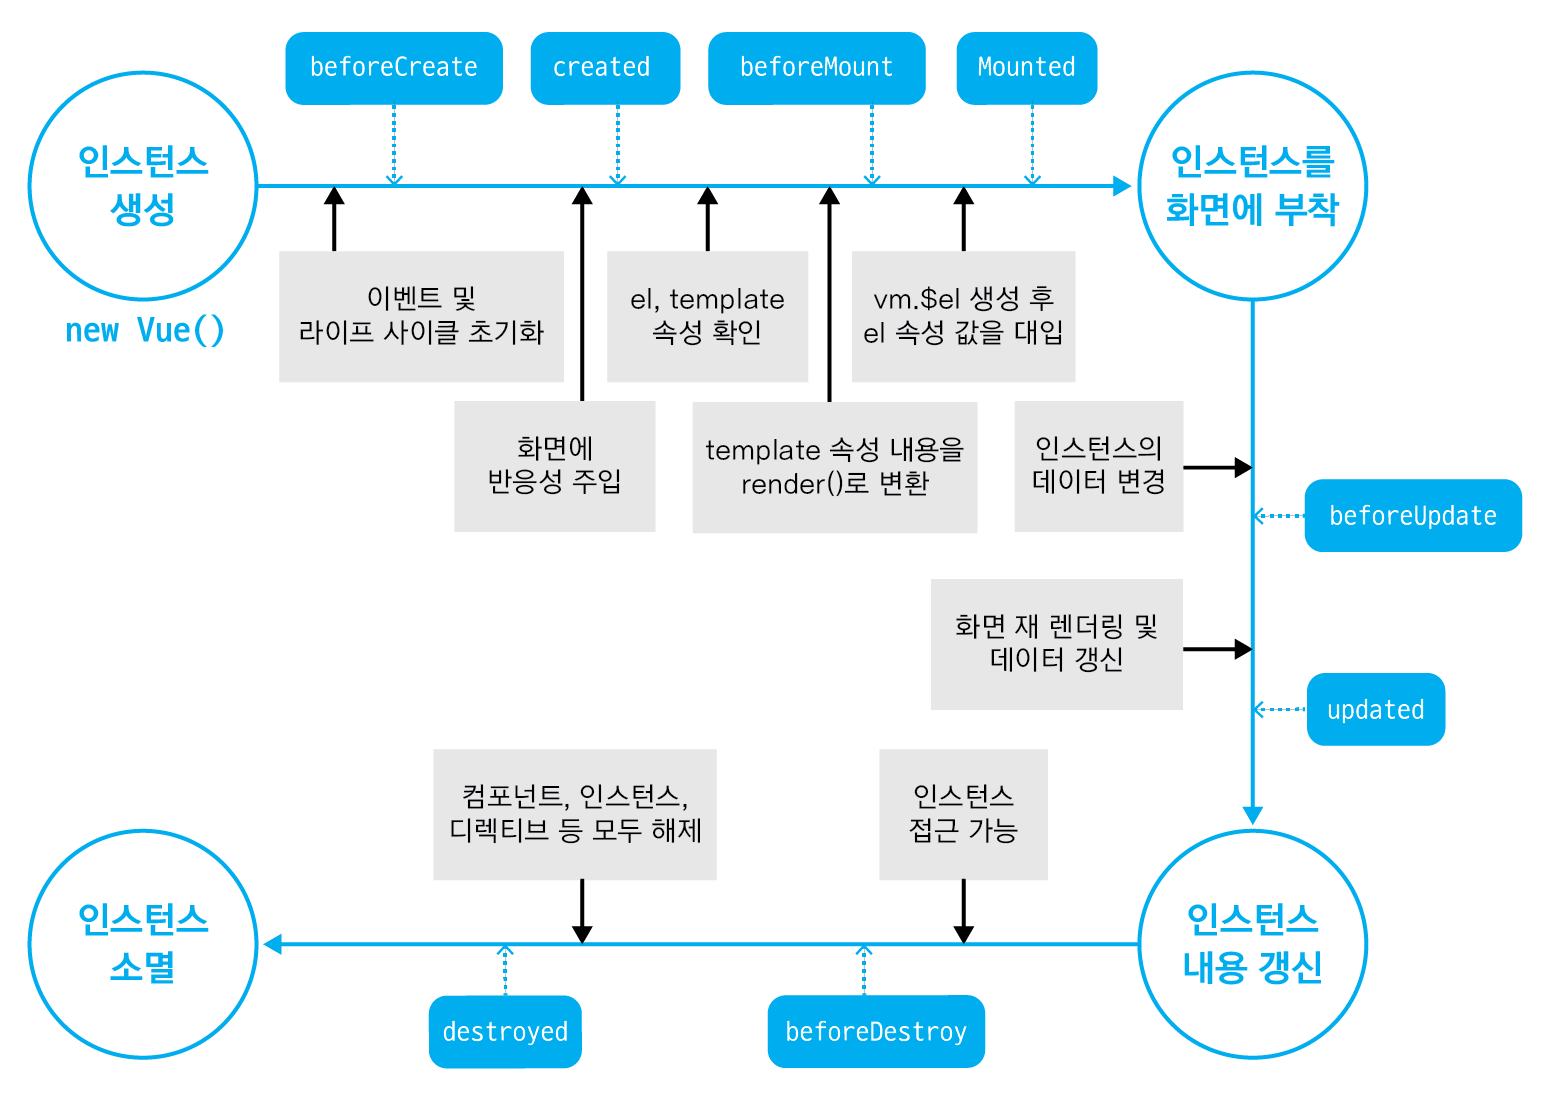 beforeCreate
created
beforeMount
Mounted
인스턴스
생성
new Vue()
인스턴스를
화면에 부착
이벤트 및
라이프 사이클 초기화
el, template
속성 확인
vm.$el 생성 후
el 속성 값을 대입
화면에
반응성 주입
template 속성 내용을
render()로 변환
인스턴스의
데이터 변경
beforeUpdate
화면 재 렌더링 및
데이터 갱신
updated
컴포넌트, 인스턴스,
디렉티브 등 모두 해제
인스턴스
접근 가능
인스턴스
소멸
인스턴스
내용 갱신
destroyed
beforeDestroy